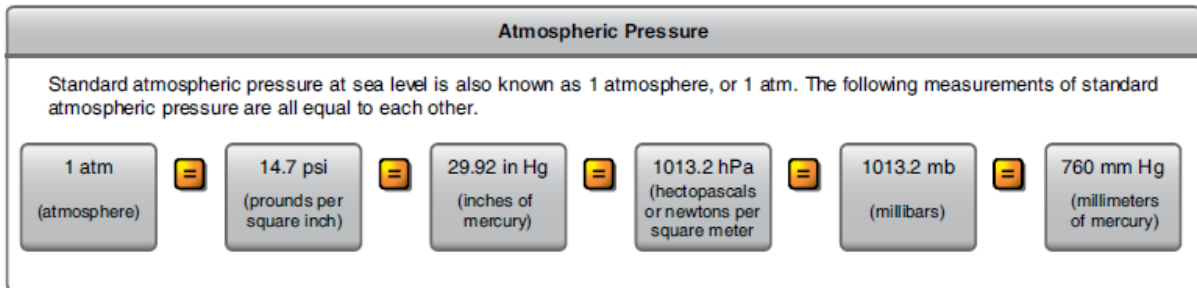 Atmospheric Pressure
Standard atmospheric pressure at sea level is also known as 1 atmosphere, or 1 atm. The following measurements of standard
atmospheric pressure are all equal to each other.
1 atm
(atmosphere)
=
14.7 psi
(prounds per
square inch)
=
29.92 in Hg
(inches of
mercury)
=
1013.2 hPa
(hectopascals
or newtons per
square meter
=
1013.2 mb
(millibars)
=
760 mm Hg
(millimeters
of mercury)